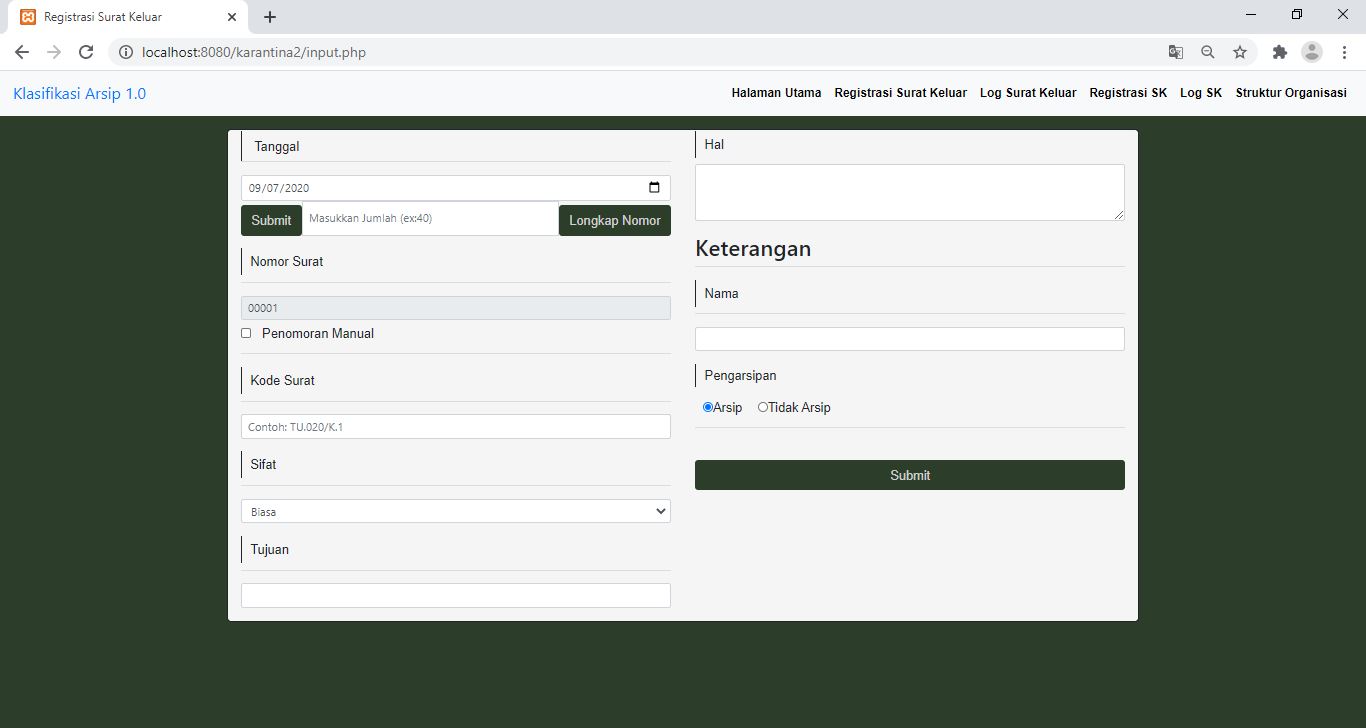 Registrasi Surat Keluar
localhost:8080/karantina2/input.php
Klasifikasi Arsip 1.0
Halaman Utama Registrasi Surat Keluar Log Surat Keluar Registrasi SK Log SK Struktur Organisasi
Tanggal
09/07/2020
Submit Masukkan Jumlah (ex:40) Longkap Nomor
Nomor Surat
00001
Penomoran Manual
Kode Surat
Contoh: TU.020/K.1
Sifat
Biasa
Tujuan
Hal
Keterangan
Nama
Pengarsipan
Arsip Tidak Arsip
Submit